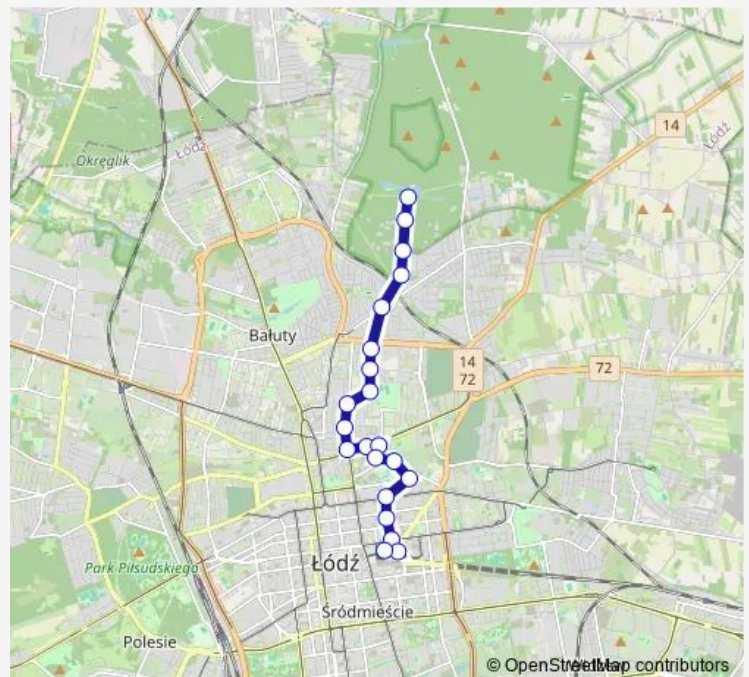 14
Łódź
Okręglik
Łódź
Bałuty
14
72
72
Łódź
Park Piłsudskiego
Śródmieście
Polesie
© OpenStreetMap contributors